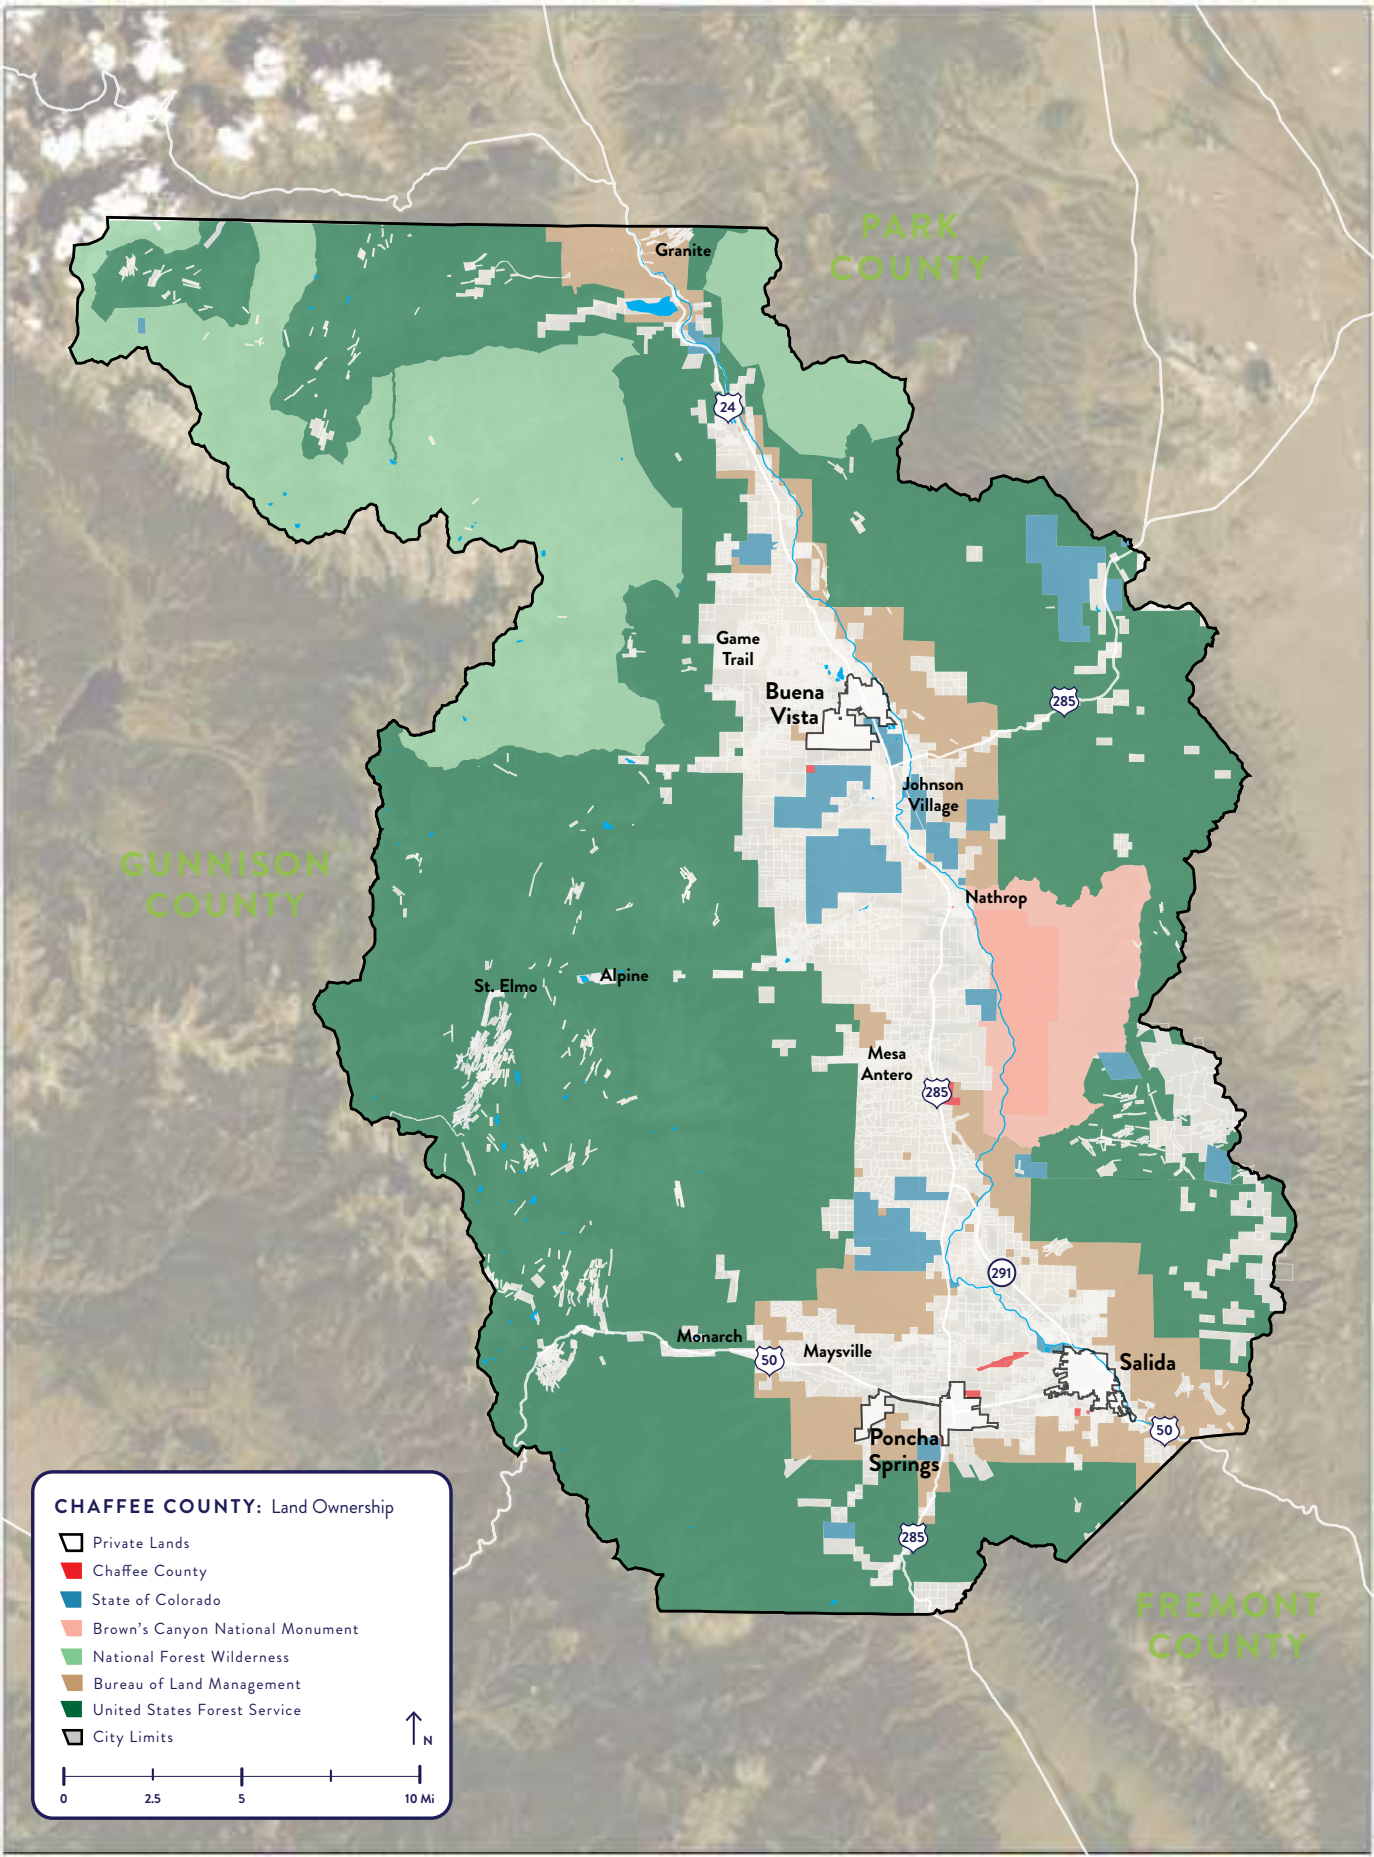 PARK
COUNTY
Granite
24
Game
Trail
Buena
Vista
285
Johnson
Village
GUNNISON
COUNTY
Nathrop
St. Elmo
Alpine
Mesa
Antero
285
291
Monarch
50
Maysville
Salida
50
Poncha
Springs
285
FREMONT
COUNTY
CHAFFEE COUNTY: Land Ownership
Private Lands
Chaffee County
State of Colorado
Brown's Canyon National Monument
National Forest Wilderness
Bureau of Land Management
United States Forest Service
City Limits
N
0 2.5 5 10 Mi